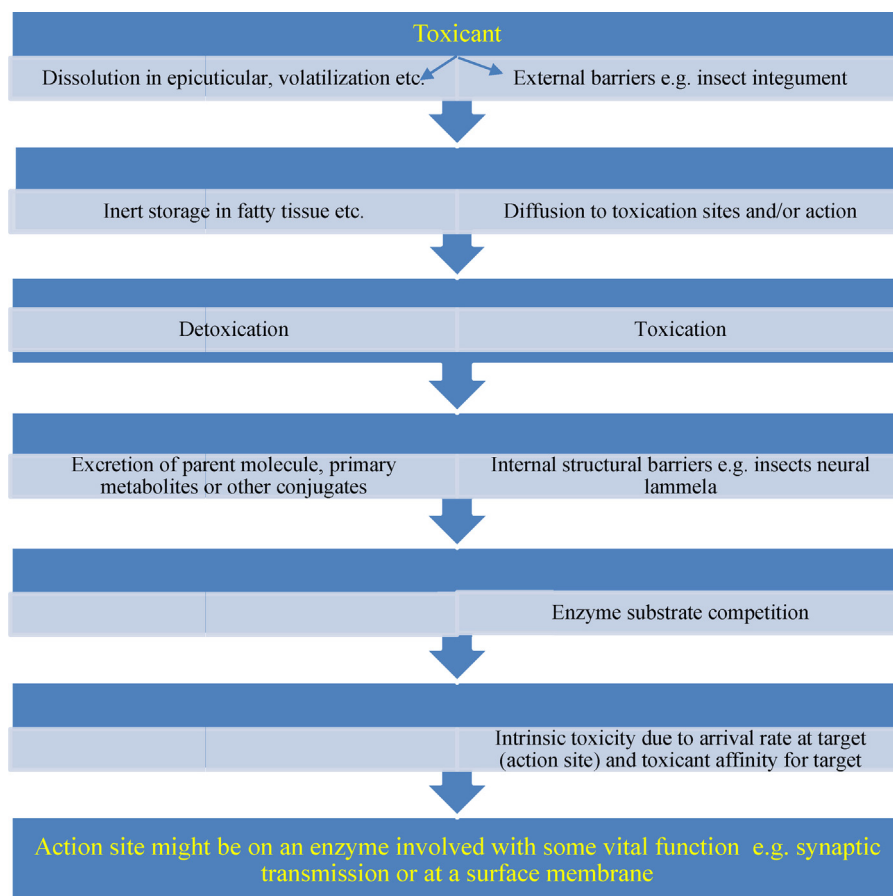 Toxicant
Dissolution in epicuticular, volatilization etc.
External barriers e.g. insect integument
Inert storage in fatty tissue etc.
Diffusion to toxication sites and/or action
Detoxication
Toxication
Excretion of parent molecule, primary
metabolites or other conjugates
Internal structural barriers e.g. insects neural
lammela
Enzyme substrate competition
Intrinsic toxicity due to arrival rate at target
(action site) and toxicant affinity for target
Action site might be on an enzyme involved with some vital function e.g. synaptic
transmission or at a surface membrane